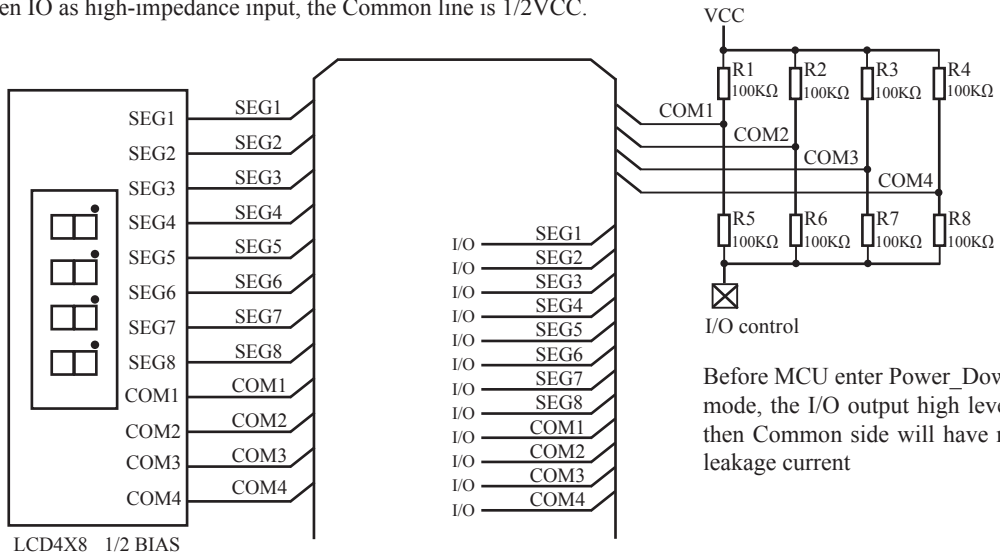 IO as high-impedance input, the Common line is 1/2VCC.
VCC
R1
100KΩ
R2
100KΩ
R3
100KΩ
R4
100KΩ
COM1
COM2
COM3
COM4
R5
100KΩ
R6
100KΩ
R7
100KΩ
R8
100KΩ
I/O control
SEG1 SEG1
SEG2 SEG2
SEG3 SEG3
SEG4 SEG4
SEG5 SEG5
SEG6 SEG6
SEG7 SEG7
SEG8 SEG8
COM1 COM1
COM2 COM2
COM3 COM3
COM4 COM4
LCD4X8 1/2 BIAS
I/O SEG1
I/O SEG2
I/O SEG3
I/O SEG4
I/O SEG5
I/O SEG6
I/O SEG7
I/O SEG8
I/O COM1
I/O COM2
I/O COM3
I/O COM4
Before MCU enter
mode, the I/O output high
then Common side will have
leakage current